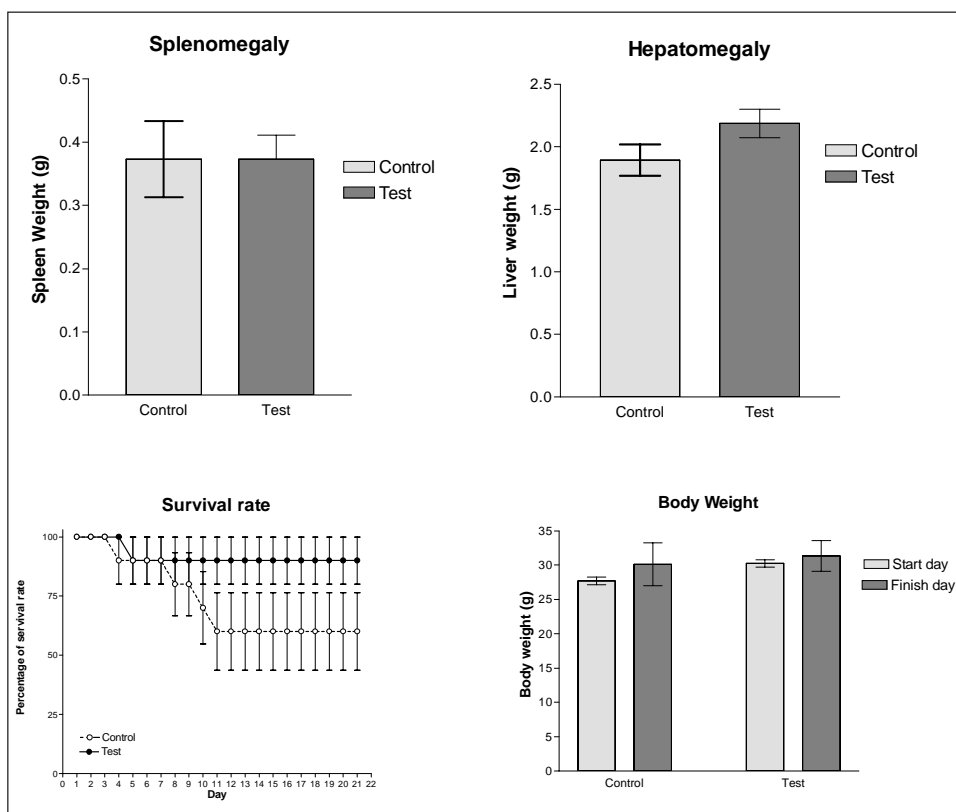 Splenomegaly
Spleen Weight (g)
0.5
0.4
0.3
0.2
0.1
0.0
Control
Test
Control
Test
Hepatomegaly
Liver weight (g)
2.5
2.0
1.5
1.0
0.5
0.0
Control
Test
Control
Test
Survival rate
Percentage of survival rate
100
75
50
25
0
0 1 2 3 4 5 6 7 8 9 10 11 12 13 14 15 16 17 18 19 20 21 22
Day
Control
Test
Body Weight
Body weight (g)
35
30
25
20
15
10
5
0
Control
Test
Start day
Finish day